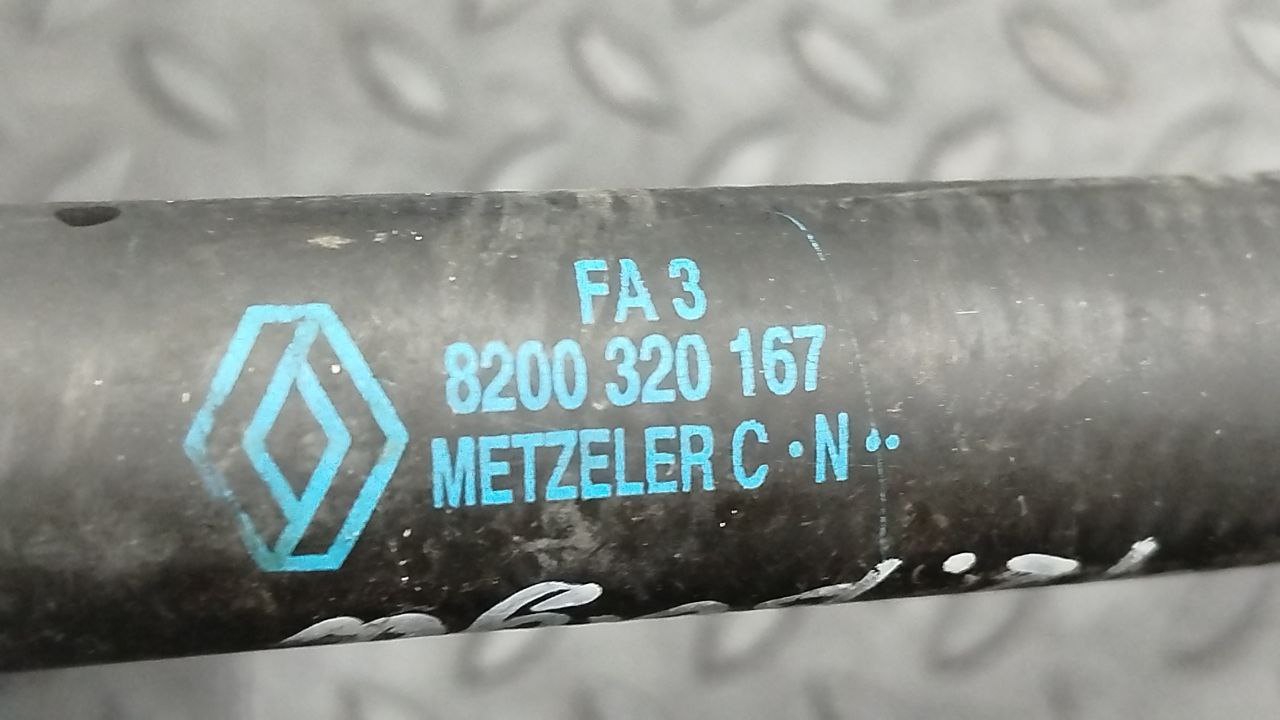 FA 3
8200 320 167
METZELER C • N ••